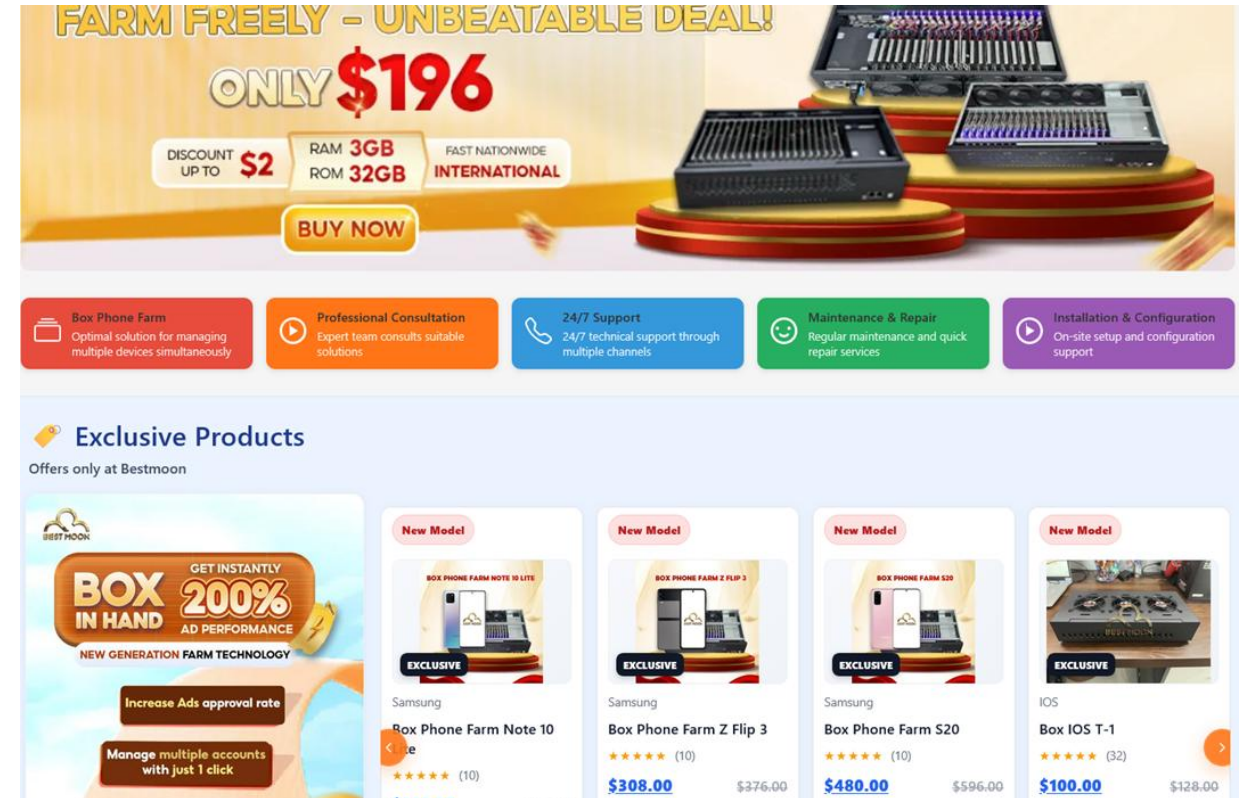 FARM FREELY – UNBEATABLE DEAL!
ONLY $196
DISCOUNT UP TO $2
RAM 3GB
ROM 32GB
FAST NATIONWIDE
INTERNATIONAL
BUY NOW
Box Phone Farm
Optimal solution for managing
multiple devices simultaneously
Professional Consultation
Expert team consults suitable
solutions
24/7 Support
24/7 technical support through
multiple channels
Maintenance & Repair
Regular maintenance and quick
repair services
Installation & Configuration
On-site setup and configuration
support
Exclusive Products
Offers only at Bestmoon
BEST MOON
BOX
IN HAND
GET INSTANTLY
200%
AD PERFORMANCE
NEW GENERATION FARM TECHNOLOGY
Increase Ads approval rate
Manage multiple accounts
with just 1 click
New Model
BOX PHONE FARM NOTE 10 LITE
EXCLUSIVE
Samsung
Box Phone Farm Note 10
Lite
★★★★★ (10)
New Model
BOX PHONE FARM Z FLIP 3
EXCLUSIVE
Samsung
Box Phone Farm Z Flip 3
★★★★★ (10)
$308.00 $376.00
New Model
BOX PHONE FARM S20
EXCLUSIVE
Samsung
Box Phone Farm S20
★★★★★ (10)
$480.00 $596.00
New Model
BESTMOON
EXCLUSIVE
IOS
Box IOS T-1
★★★★★ (32)
$100.00 $128.00